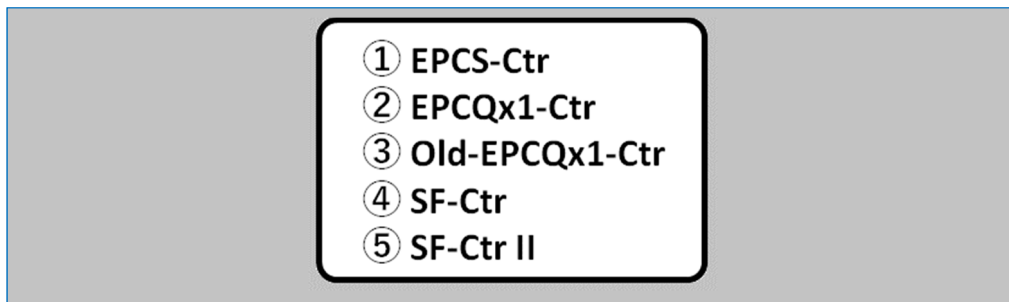 ① EPCS-Ctr
② EPCQx1-Ctr
③ Old-EPCQx1-Ctr
④ SF-Ctr
⑤ SF-Ctr II